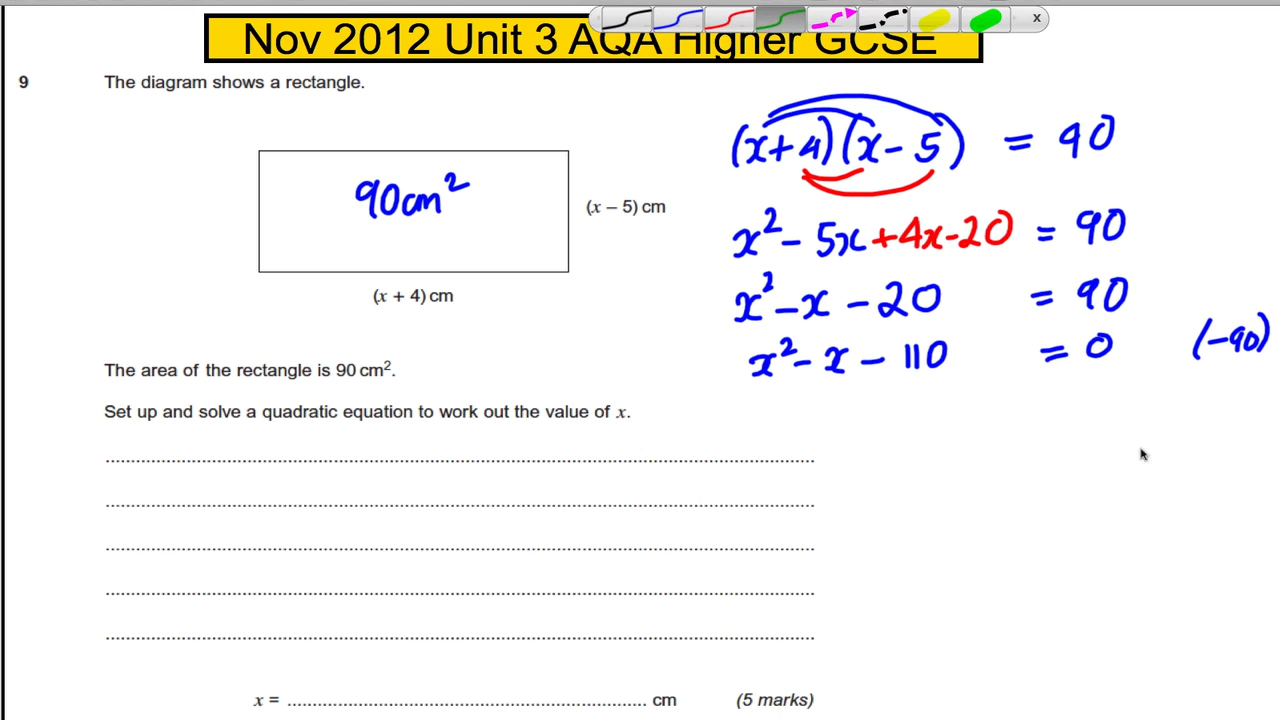 Nov 2012 Unit 3 AQA Higher GCSE
x
9 The diagram shows a rectangle.
90cm²
(x – 5) cm
(x + 4) cm
The area of the rectangle is 90 cm².
Set up and solve a quadratic equation to work out the value of x.
x = ........................................................................ cm (5 marks)
(x+4)(x-5) = 90
x² - 5x +4x-20 = 90
x² - x - 20 = 90
x² - x - 110 = 0 (-90)